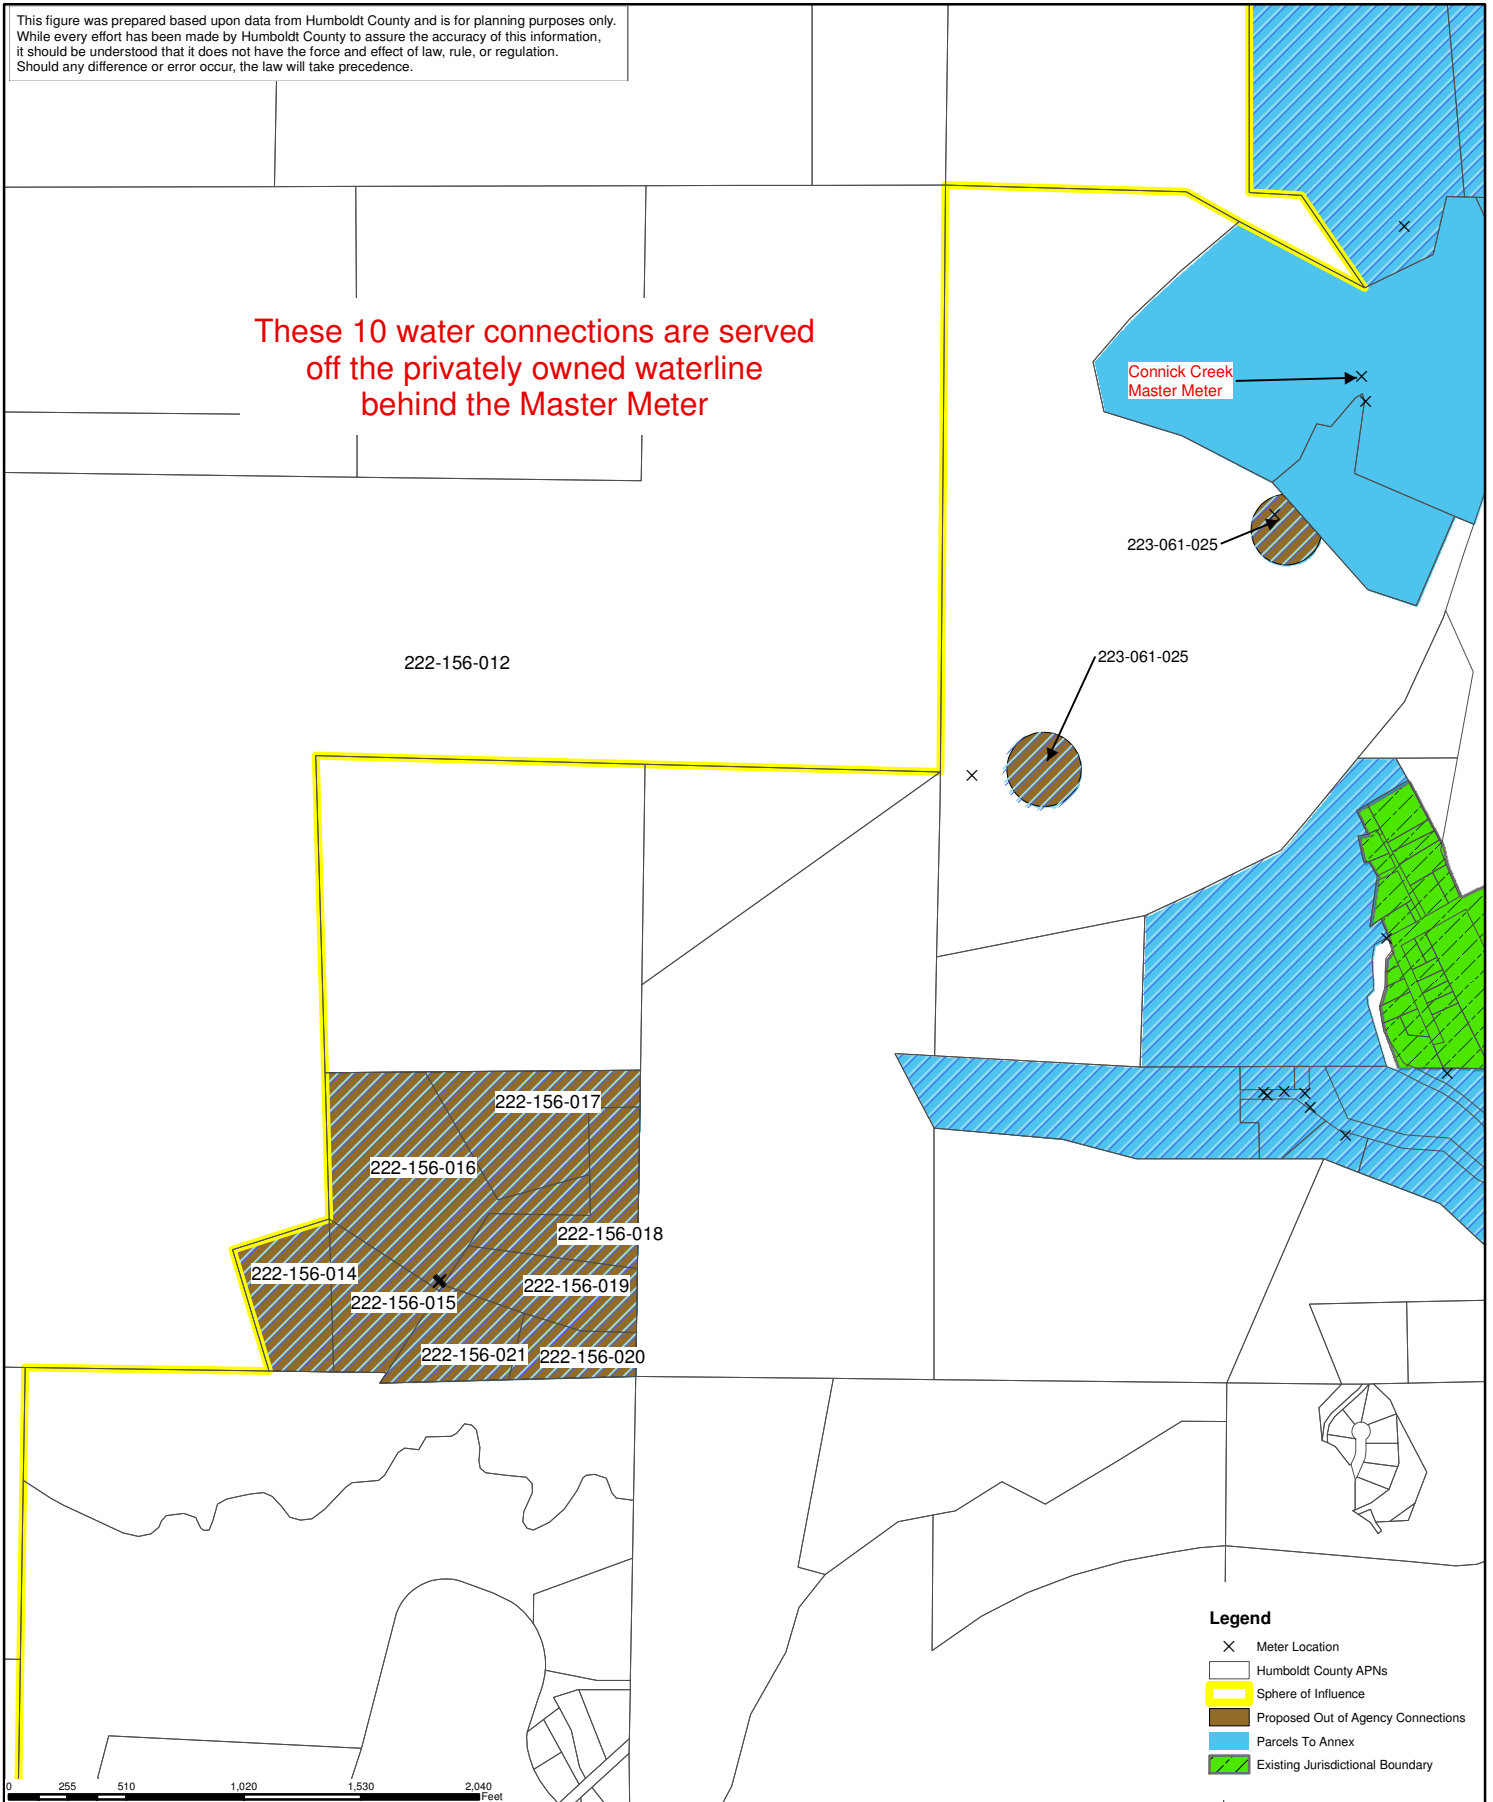 This figure was prepared based upon data from Humboldt County and is for planning purposes only.
While every effort has been made by Humboldt County to assure the accuracy of this information,
it should be understood that it does not have the force and effect of law, rule, or regulation.
Should any difference or error occur, the law will take precedence.
These 10 water connections are served
off the privately owned waterline
behind the Master Meter
Connick Creek
Master Meter
223-061-025
223-061-025
222-156-012
222-156-017
222-156-016
222-156-018
222-156-014
222-156-019
222-156-015
222-156-021
222-156-020
Legend
Meter Location
Humboldt County APNs
Sphere of Influence
Proposed Out of Agency Connections
Parcels To Annex
Existing Jurisdictional Boundary
0 255 510 1,020 1,530 2,040
Feet